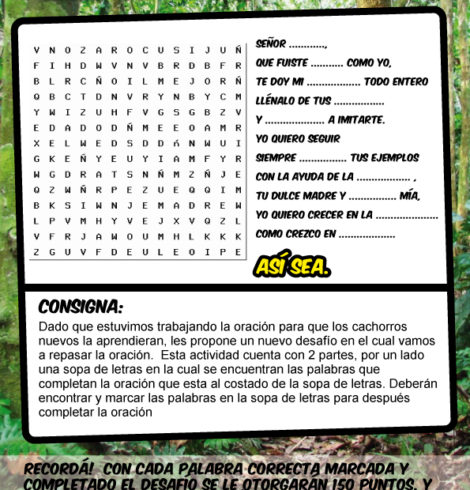 V N O Z A R O C U S I J U Ñ
F I H D W V N V B R D B F R
B L R C Ñ O I L M E J O R Ñ
Q B C T D N V R Y N B Y C M
Y W I Z U H F V G S G B Z V
E D A D O D Ñ M E E O A M R
X E L W E D S D D ñ N W U I
G K E Ñ Y E U Y I A M F Y R
W G D R A T S N Ñ M Z Ñ J E
Q Z W Ñ R P E Z U E Q Q I M
B K S I W N J E M A D R E W
L P V M H Y V E J X V Q Z L
V F R J A W O U M H L K K K
Z G U V F D E U L E O I P E
SEÑOR ............,
QUE FUISTE ........... COMO YO,
TE DOY MI .................. TODO ENTERO
LLÉNALO DE TUS .................
Y .................. A IMITARTE.
YO QUIERO SEGUIR
SIEMPRE ................ TUS EJEMPLOS
CON LA AYUDA DE LA .................. ,
TU DULCE MADRE Y ................ MÍA,
YO QUIERO CRECER EN LA .....................
COMO CREZCO EN ...................
ASÍ SEA.
CONSIGNA:
Dado que estuvimos trabajando la oración para que los cachorros
nuevos la aprendieran, les propone un nuevo desafío en el cual vamos
a repasar la oración. Esta actividad cuenta con 2 partes, por un lado
una sopa de letras en la cual se encuentran las palabras que
completan la oración que esta al costado de la sopa de letras. Deberán
encontrar y marcar las palabras en la sopa de letras para después
completar la oración
RECORDÁ! CON CADA PALABRA CORRECTA MARCADA Y
COMPLETADO EL DESAFIO SE LE OTORGARÁN 150 PUNTOS. Y